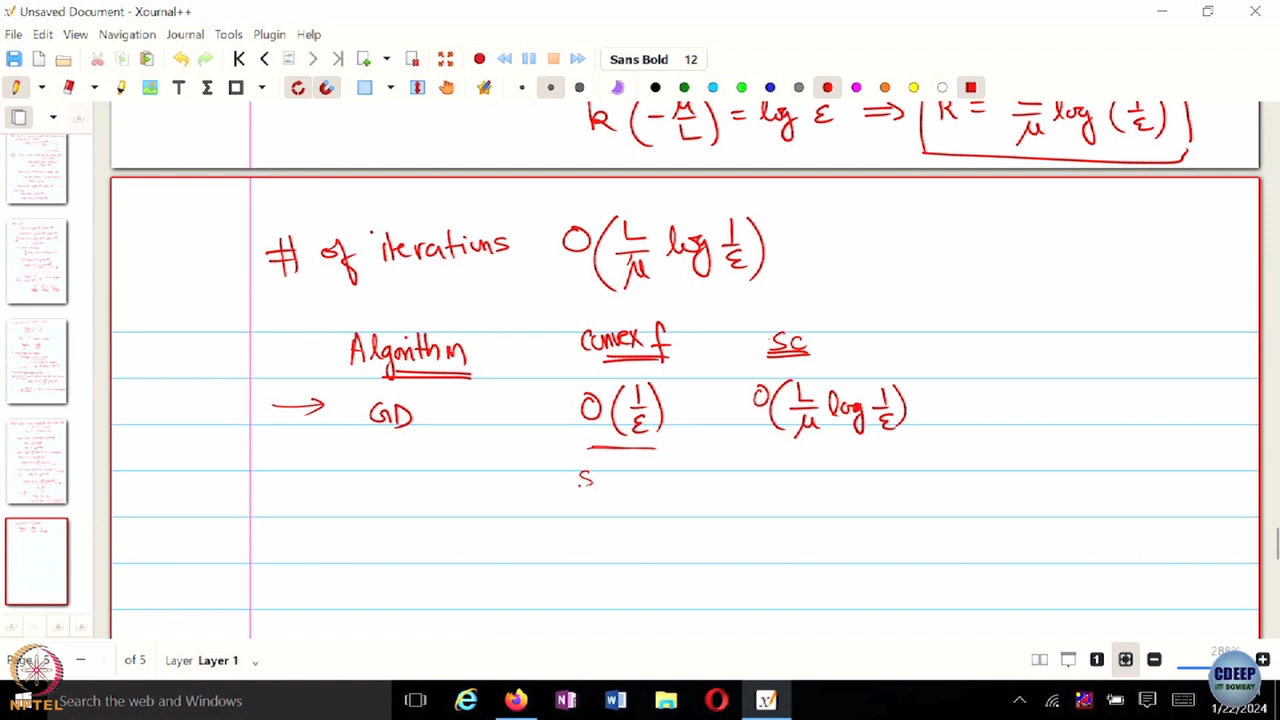 Unsaved Document - Xournal++
File Edit View Navigation Journal Tools Plugin Help
Sans Bold 12
k (-μ/L) = log ε ⇒ K = L/μ log (1/ε)
# of iterations O(L/μ log 1/ε)
Algorithm convex f sc
→ GD O(1/ε) O(L/μ log 1/ε)
s
Page 5 of 5 Layer Layer 1
288%
NPTEL
CDEEP
IIT BOMBAY
Search the web and Windows
1/22/2024